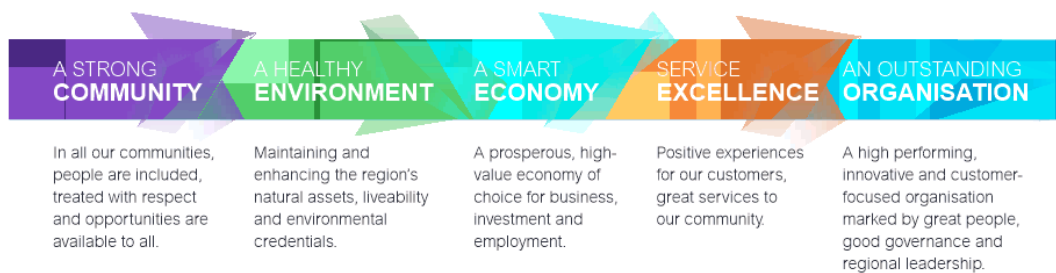 A STRONG
COMMUNITY
In all our communities,
people are included,
treated with respect
and opportunities are
available to all.
A HEALTHY
ENVIRONMENT
Maintaining and
enhancing the region's
natural assets, liveability
and environmental
credentials.
A SMART
ECONOMY
A prosperous, high-
value economy of
choice for business,
investment and
employment.
SERVICE
EXCELLENCE
Positive experiences
for our customers,
great services to
our community.
AN OUTSTANDING
ORGANISATION
A high performing,
innovative and customer-
focused organisation
marked by great people,
good governance and
regional leadership.